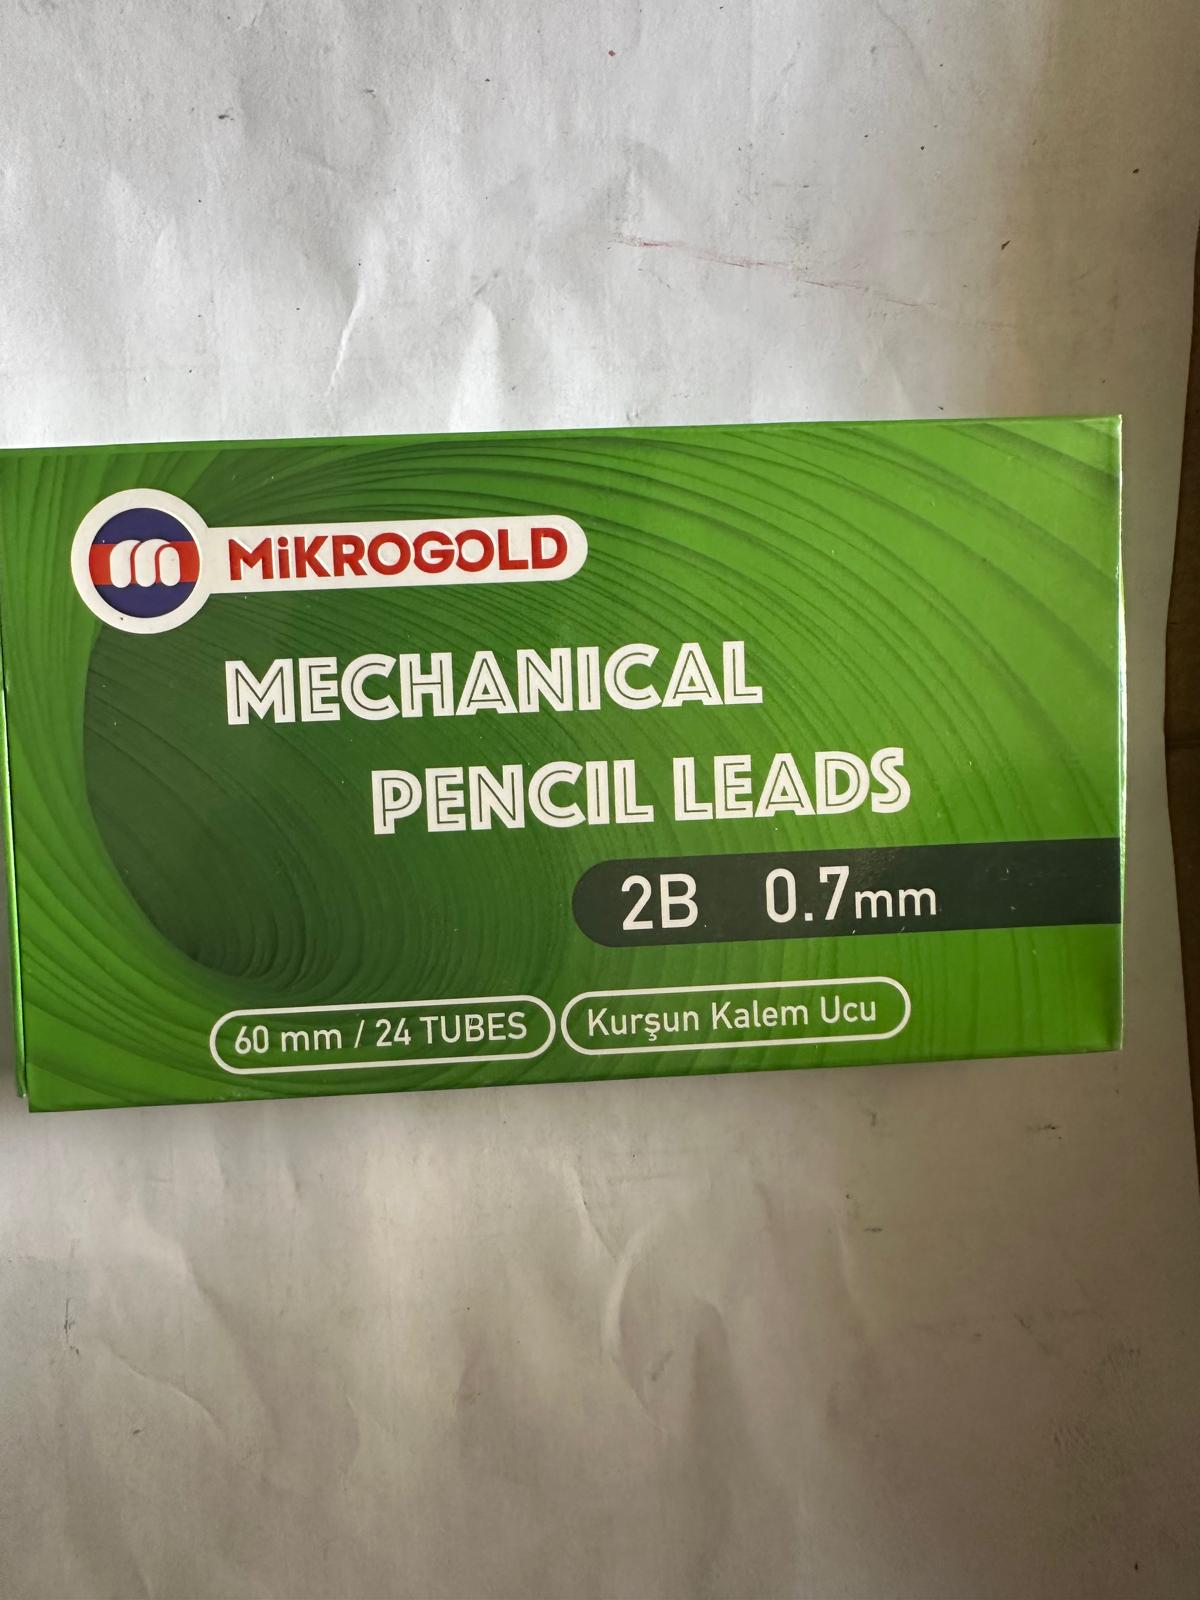 MiKROGOLD
MECHANICAL
PENCIL LEADS
2B 0.7mm
60 mm / 24 TUBES
Kurşun Kalem Ucu